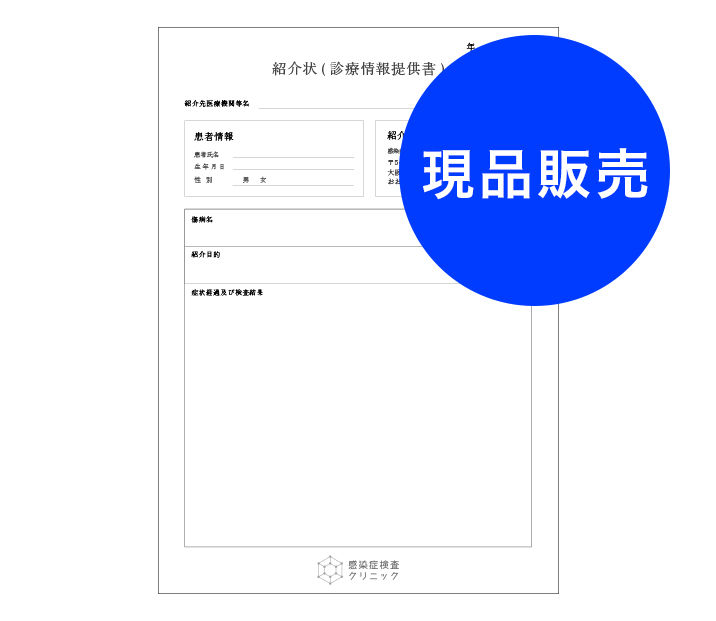 年
紹介状 ( 診療情報提供書 )
紹介先医療機関等名
患者情報
患者氏名
生年月日
性 別 男 女
紹介
感染
〒5
大阪
おお
現品販売
傷病名
紹介目的
症状経過及び検査結果
感染症検査
クリニック